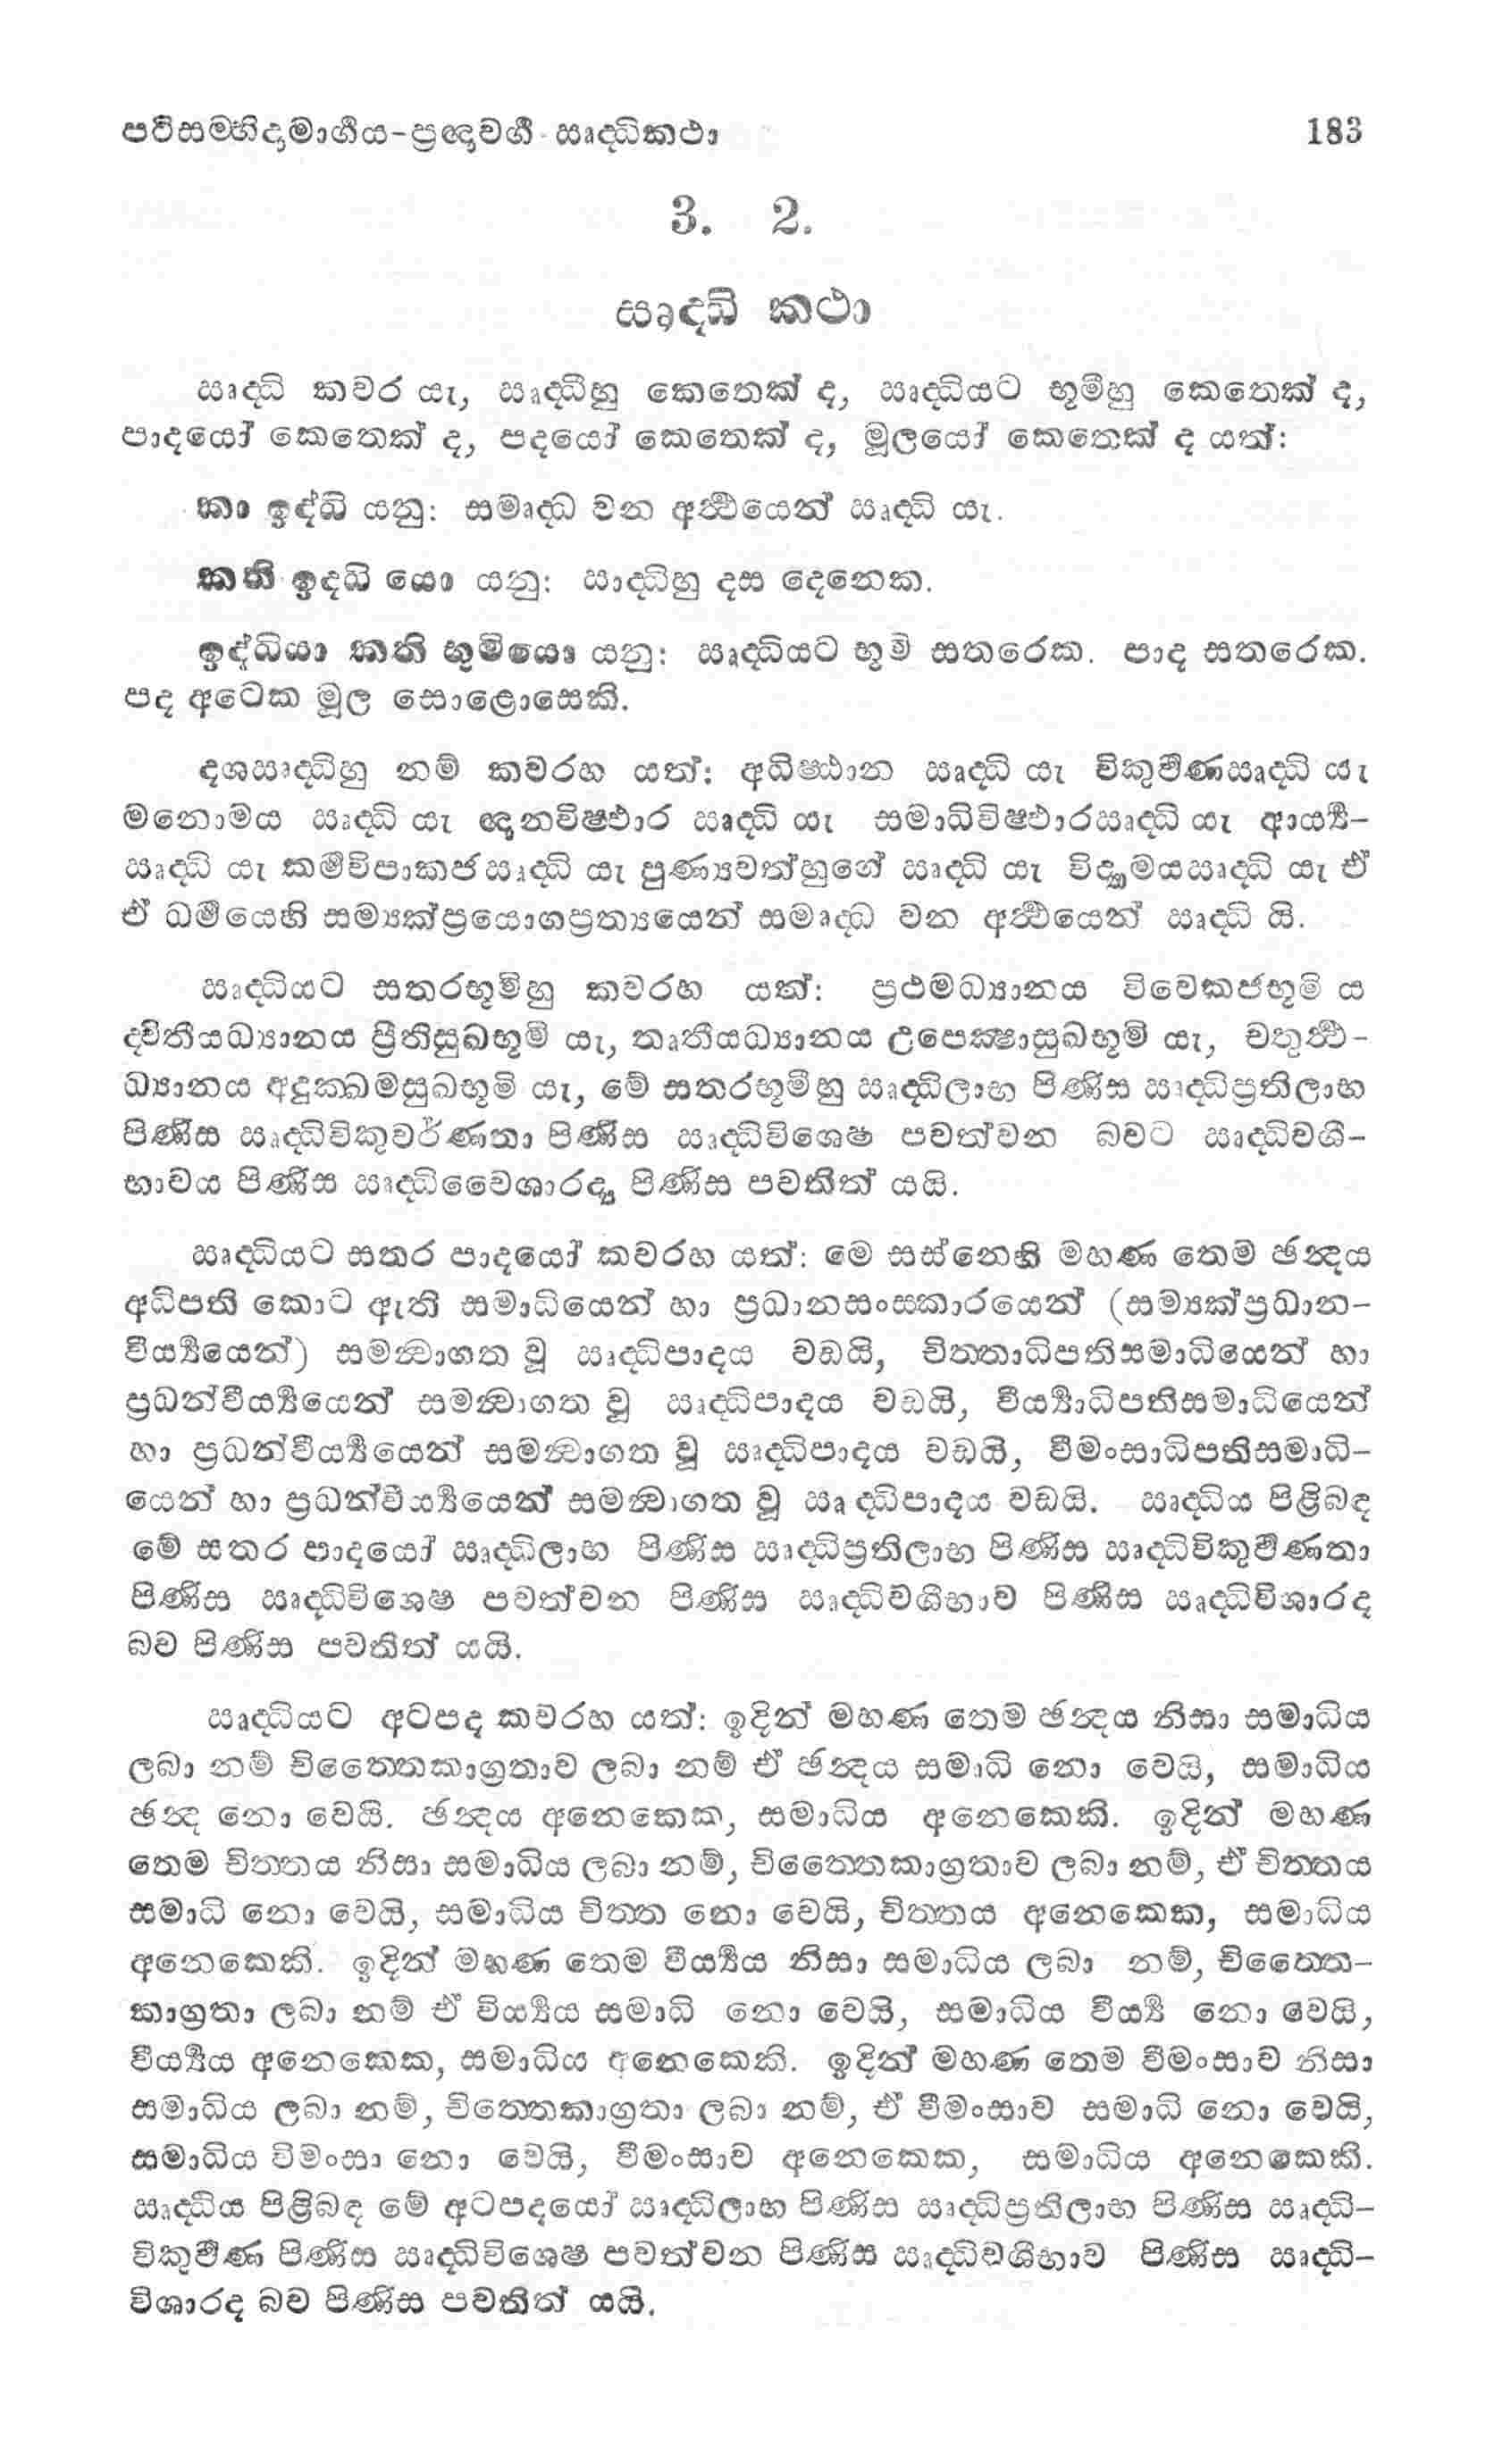 පටිසම්භිදාමාර්ගය-ප්‍රඥාවර්ග - ඍද්ධිකථා 183
3. 2.
ඍද්ධි කථා
ඍද්ධි කවර යැ, ඍද්ධීහු කෙතෙක් ද, ඍද්ධියට භූමීහු කෙතෙක් ද,
පාදයෝ කෙතෙක් ද, පදයෝ කෙතෙක් ද, මූලයෝ කෙතෙක් ද යත්:
කා ඉද්ධි යනු: සමෘද්ධ වන අර්ථයෙන් ඍද්ධි යැ.
කති ඉද්ධි යො යනු: ඍද්ධිහු දස දෙනෙක.
ඉද්ධියා කති භූමියො යනු: ඍද්ධියට භූමි සතරෙක. පාද සතරෙක.
පද අටෙක මූල සොළොසෙකි.
දශඍද්ධිහු නම් කවරහ යත්: අධිෂ්ඨාන ඍද්ධි යැ විකුර්වණඍද්ධි යැ
මනොමය ඍද්ධි යැ ඥානවිෂ්ඵාර ඍද්ධි යැ සමාධිවිෂ්ඵාරඍද්ධි යැ ආර්ය්‍ය-
ඍද්ධි යැ කර්මවිපාකජඍද්ධි යැ පුණ්‍යවත්හුගේ ඍද්ධි යැ විද්‍යාමයඍද්ධි යැ ඒ
ඒ ධර්මයෙහි සම්‍යක්ප්‍රයොගප්‍රත්‍යයෙන් සමෘද්ධ වන අර්ථයෙන් ඍද්ධි යි.
ඍද්ධියට සතරභූමිහු කවරහ යත්: ප්‍රථමධ්‍යානය විවෙකජභූමි ය
ද්විතීයධ්‍යානය ප්‍රීතිසුඛභූමි යැ, තෘතීයධ්‍යානය උපෙක්‍ෂාසුඛභූමි යැ, චතුර්ථ-
ධ්‍යානය අදුක්ඛමසුඛභූමි යැ, මේ සතරභූමීහු ඍද්ධිලාභ පිණිස ඍද්ධිප්‍රතිලාභ
පිණිස ඍද්ධිවිකුවර්ණතා පිණිස ඍද්ධිවිශෙෂ පවත්වන බවට ඍද්ධිවශී-
භාවය පිණිස ඍද්ධිවෛශාරද්‍ය පිණිස පවතිත් යයි.
ඍද්ධියට සතර පාදයෝ කවරහ යත්: මෙ සස්නෙහි මහණ තෙම ඡන්‍දය
අධිපති කොට ඇති සමාධියෙන් හා ප්‍රධානසංස්කාරයෙන් (සම්‍යක්ප්‍රධාන-
වීර්ය්‍යයෙන්) සමන්‍වාගත වූ ඍද්ධිපාදය වඩයි, චිත්තාධිපතිසමාධියෙන් හා
ප්‍රධන්වීර්ය්‍යයෙන් සමන්‍වාගත වූ ඍද්ධිපාදය වඩයි, වීර්ය්‍යාධිපතිසමාධියෙන්
හා ප්‍රධන්වීර්ය්‍යයෙන් සමන්‍වාගත වූ ඍද්ධිපාදය වඩයි, වීමංසාධිපතිසමාධි-
යෙන් හා ප්‍රධන්වීර්ය්‍යයෙන් සමන්‍වාගත වූ ඍද්ධිපාදය වඩයි. ඍද්ධිය පිළිබඳ
මේ සතර පාදයෝ ඍද්ධිලාභ පිණිස ඍද්ධිප්‍රතිලාභ පිණිස ඍද්ධිවිකුර්වණතා
පිණිස ඍද්ධිවිශෙෂ පවත්වන පිණිස ඍද්ධිවශීභාව පිණිස ඍද්ධිවිශාරද
බව පිණිස පවතිත් යයි.
ඍද්ධියට අටපද කවරහ යත්: ඉදින් මහණ තෙම ඡන්‍දය නිසා සමාධිය
ලබා නම් චිත්තෛකාග්‍රතාව ලබා නම් ඒ ඡන්‍දය සමාධි නො වෙයි, සමාධිය
ඡන්‍ද නො වෙයි. ඡන්‍දය අනෙකෙක, සමාධිය අනෙකෙකි. ඉදින් මහණ
තෙම චිත්තය නිසා සමාධිය ලබා නම්, චිත්තෛකාග්‍රතාව ලබා නම්, ඒ චිත්තය
සමාධි නො වෙයි, සමාධිය චිත්ත නො වෙයි, චිත්තය අනෙකෙක, සමාධිය
අනෙකෙකි. ඉදින් මහණ තෙම වීර්ය්‍යය නිසා සමාධිය ලබා නම්, චිත්තෛ-
කාග්‍රතා ලබා නම් ඒ වීර්ය්‍යය සමාධි නො වෙයි, සමාධිය වීර්ය්‍ය නො වෙයි,
වීර්ය්‍යය අනෙකෙක, සමාධිය අනෙකෙකි. ඉදින් මහණ තෙම වීමංසාව නිසා
සමාධිය ලබා නම්, චිත්තෙකාග්‍රතා ලබා නම්, ඒ වීමංසාව සමාධි නො වෙයි,
සමාධිය වීමංසා නො වෙයි, වීමංසාව අනෙකෙක, සමාධිය අනෙකෙකි.
ඍද්ධිය පිළිබඳ මේ අටපදයෝ ඍද්ධිලාභ පිණිස ඍද්ධිප්‍රතිලාභ පිණිස ඍද්ධි-
විකුර්වණ පිණිස ඍද්ධිවිශෙෂ පවත්වන පිණිස ඍද්ධිවශීභාව පිණිස ඍද්ධි-
විශාරද බව පිණිස පවතිත් යයි.